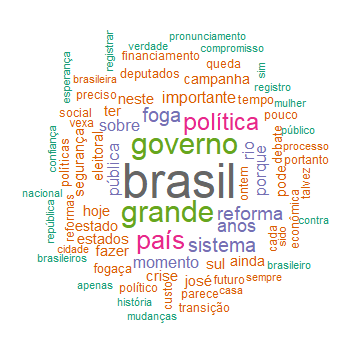 pronunciamento
verdade compromisso
registrar financiamento queda sim
esperança brasileira deputados campanha registro
preciso neste importante tempo mulher
social ter foga política pouco
vexa sobre público
confiança segurança eleitoral governo rio porque debate processo
políticas pública pode portanto
nacional brasil ontem talvez
república reformas hoje grande reforma contra
estado anos cada sido econômica
brasileiros estados país sistema
cidade fazer
fogaça momento sul ainda brasileiro
apenas crise josé futuro sempre
político custo parece casa
história transição
mudanças